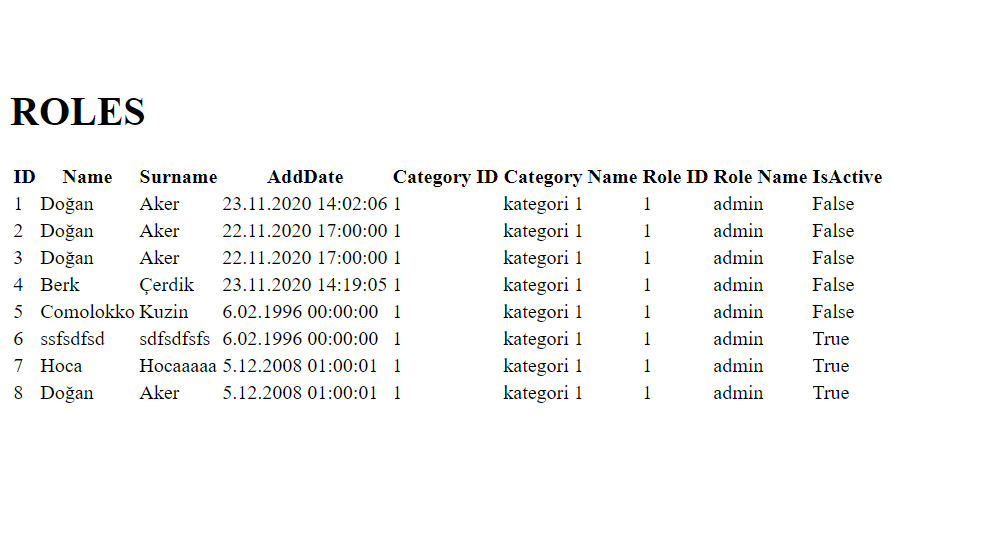 ROLES
ID Name Surname AddDate Category ID Category Name Role ID Role Name IsActive
1 Doğan Aker 23.11.2020 14:02:06 1 kategori 1 1 admin False
2 Doğan Aker 22.11.2020 17:00:00 1 kategori 1 1 admin False
3 Doğan Aker 22.11.2020 17:00:00 1 kategori 1 1 admin False
4 Berk Çerdik 23.11.2020 14:19:05 1 kategori 1 1 admin False
5 Comolokko Kuzin 6.02.1996 00:00:00 1 kategori 1 1 admin False
6 ssfsdfsd sdfsdfsfs 6.02.1996 00:00:00 1 kategori 1 1 admin True
7 Hoca Hocaaaaa 5.12.2008 01:00:01 1 kategori 1 1 admin True
8 Doğan Aker 5.12.2008 01:00:01 1 kategori 1 1 admin True